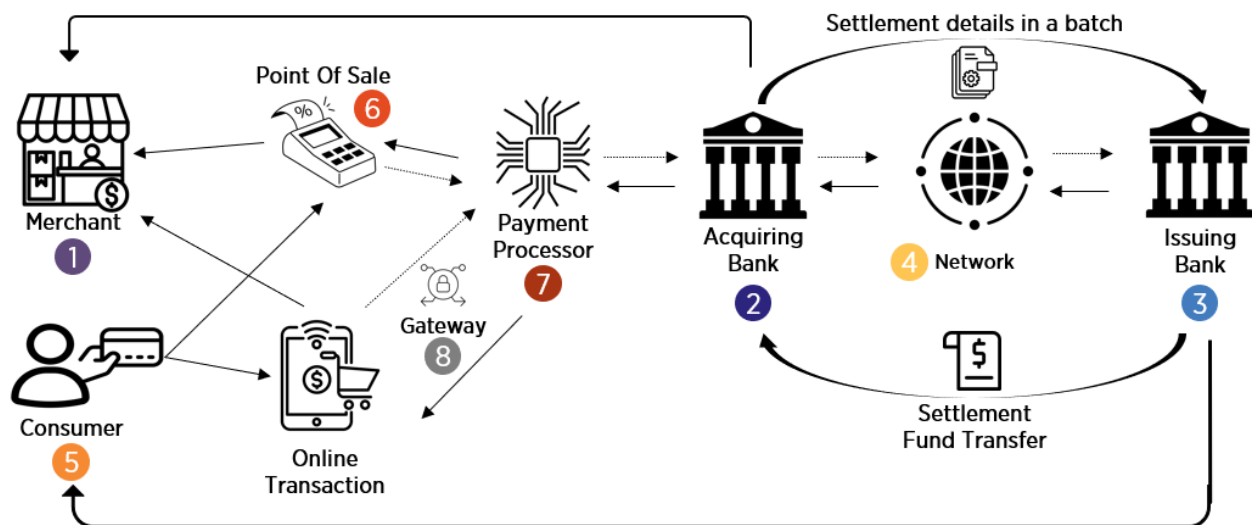 Settlement details in a batch
Point Of Sale
6
%
Merchant
1
$
Payment
Processor
7
Acquiring
Bank
2
4 Network
Issuing
Bank
3
Gateway
8
$
Consumer
5
Online
Transaction
$
Settlement
Fund Transfer